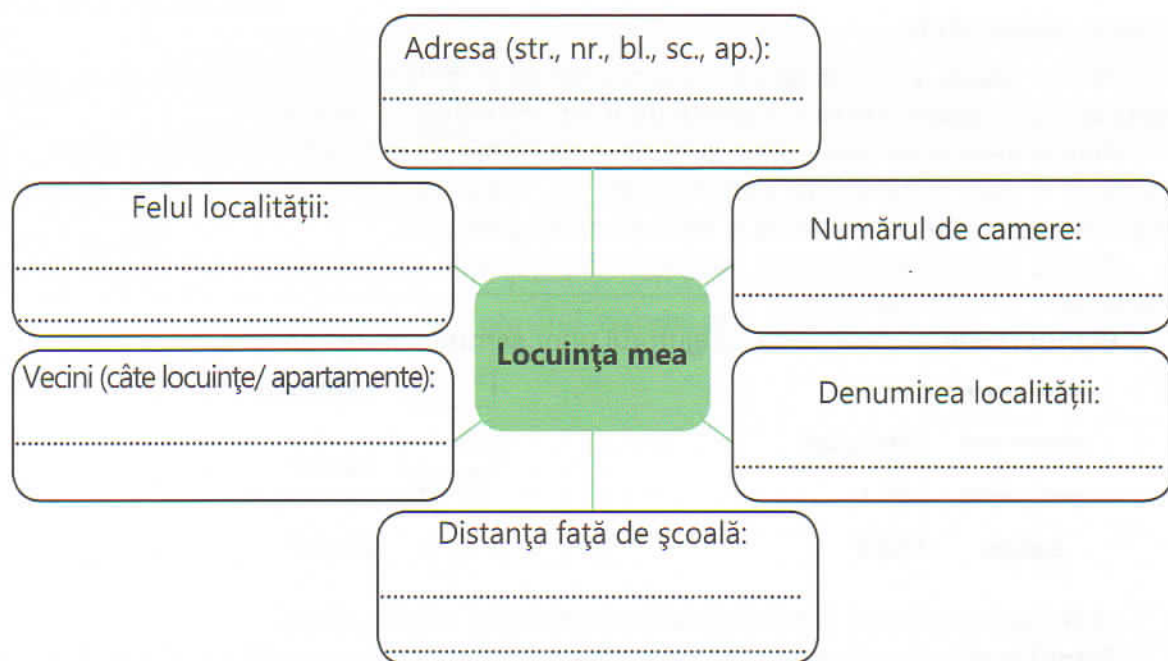 Adresa (str., nr., bl., sc., ap.):
Felul localității:
Numărul de camere:
Locuinţa mea
Vecini (câte locuinţe/ apartamente):
Denumirea localității:
Distanţa faţă de şcoală: